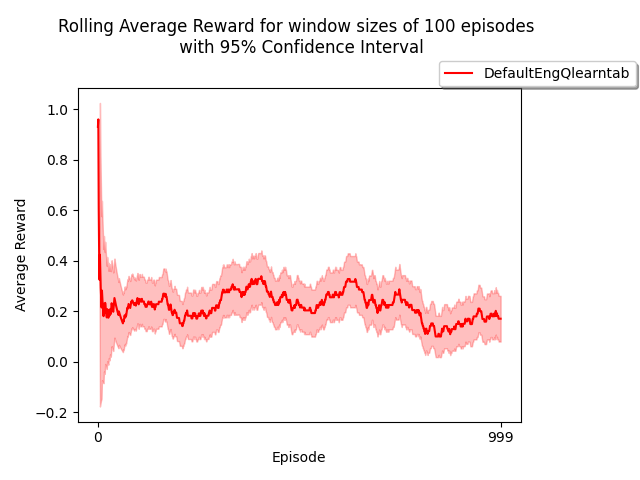 Rolling Average Reward for window sizes of 100 episodes
with 95% Confidence Interval
DefaultEngQlearntab
1.0
0.8
0.6
0.4
0.2
0.0
−0.2
Average Reward
0
999
Episode